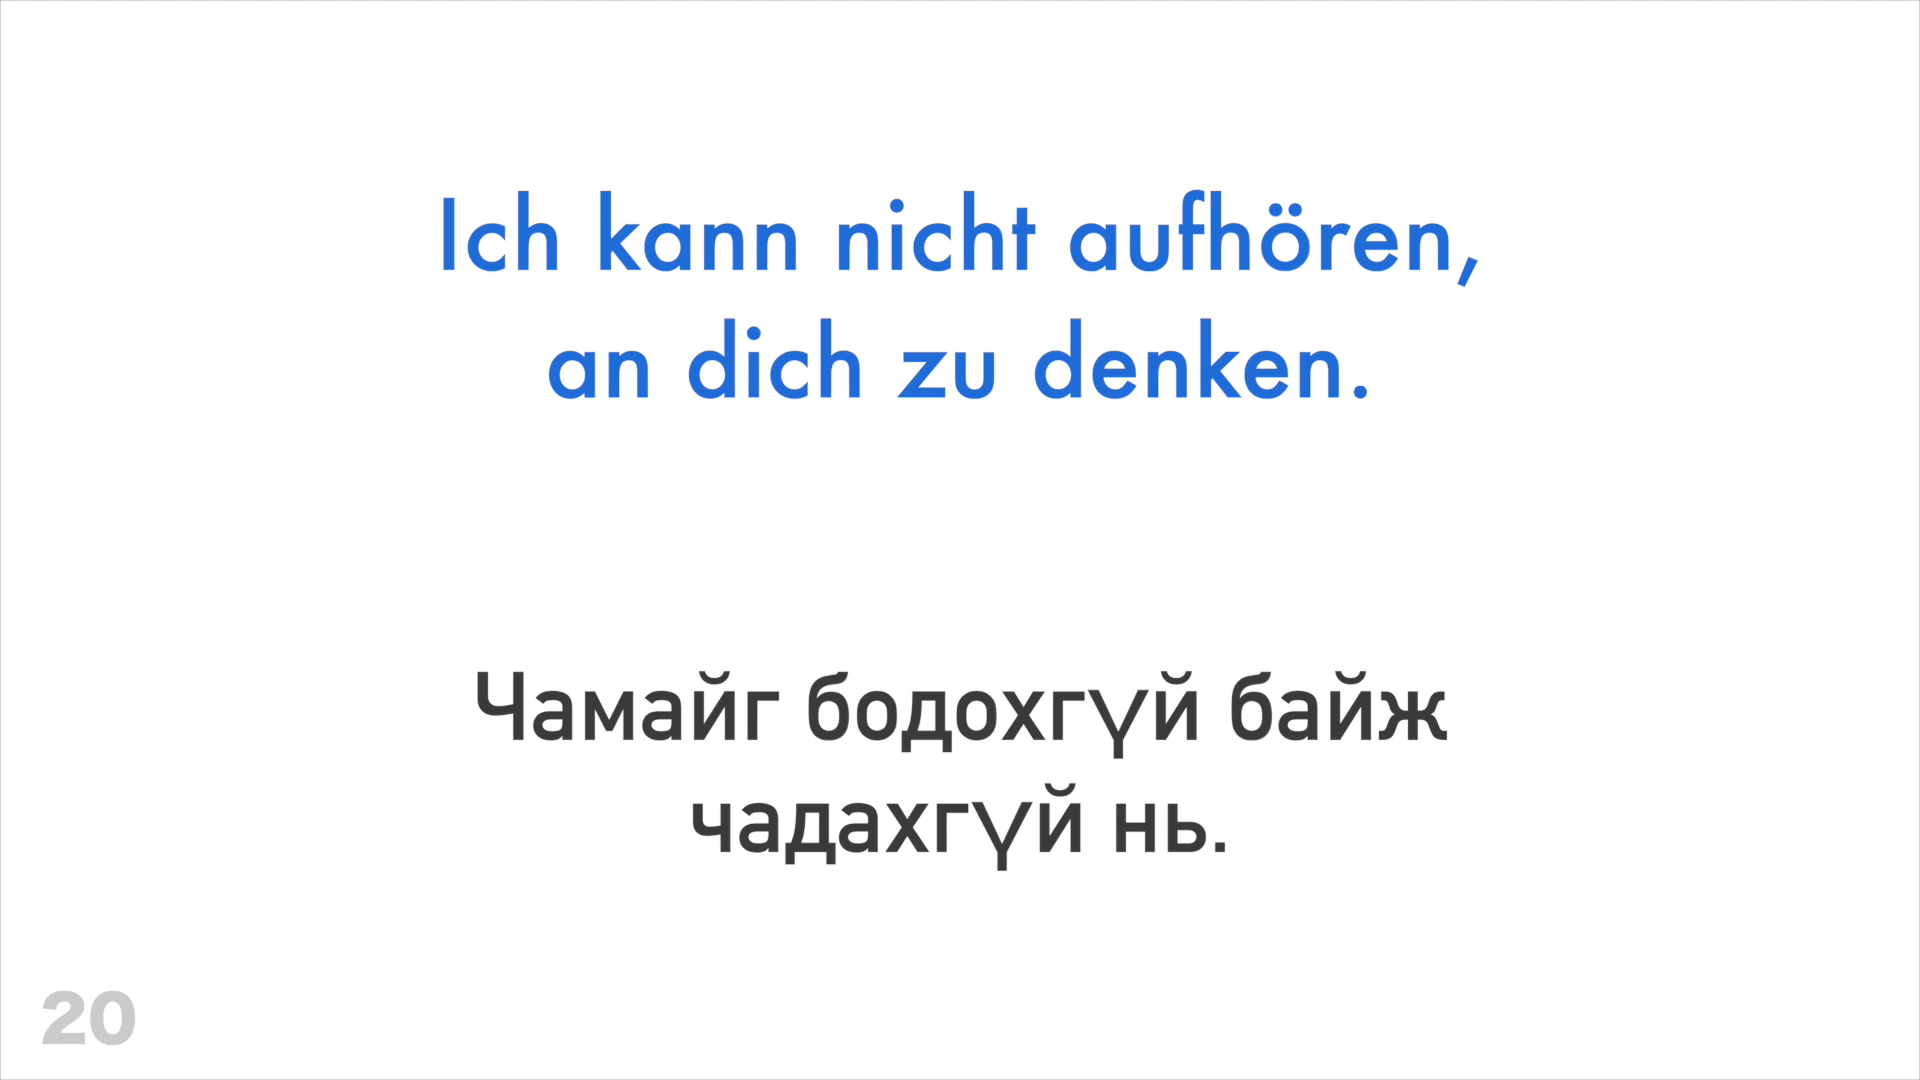 Ich kann nicht aufhören,
an dich zu denken.
Чамайг бодохгүй байж
чадахгүй нь.
20